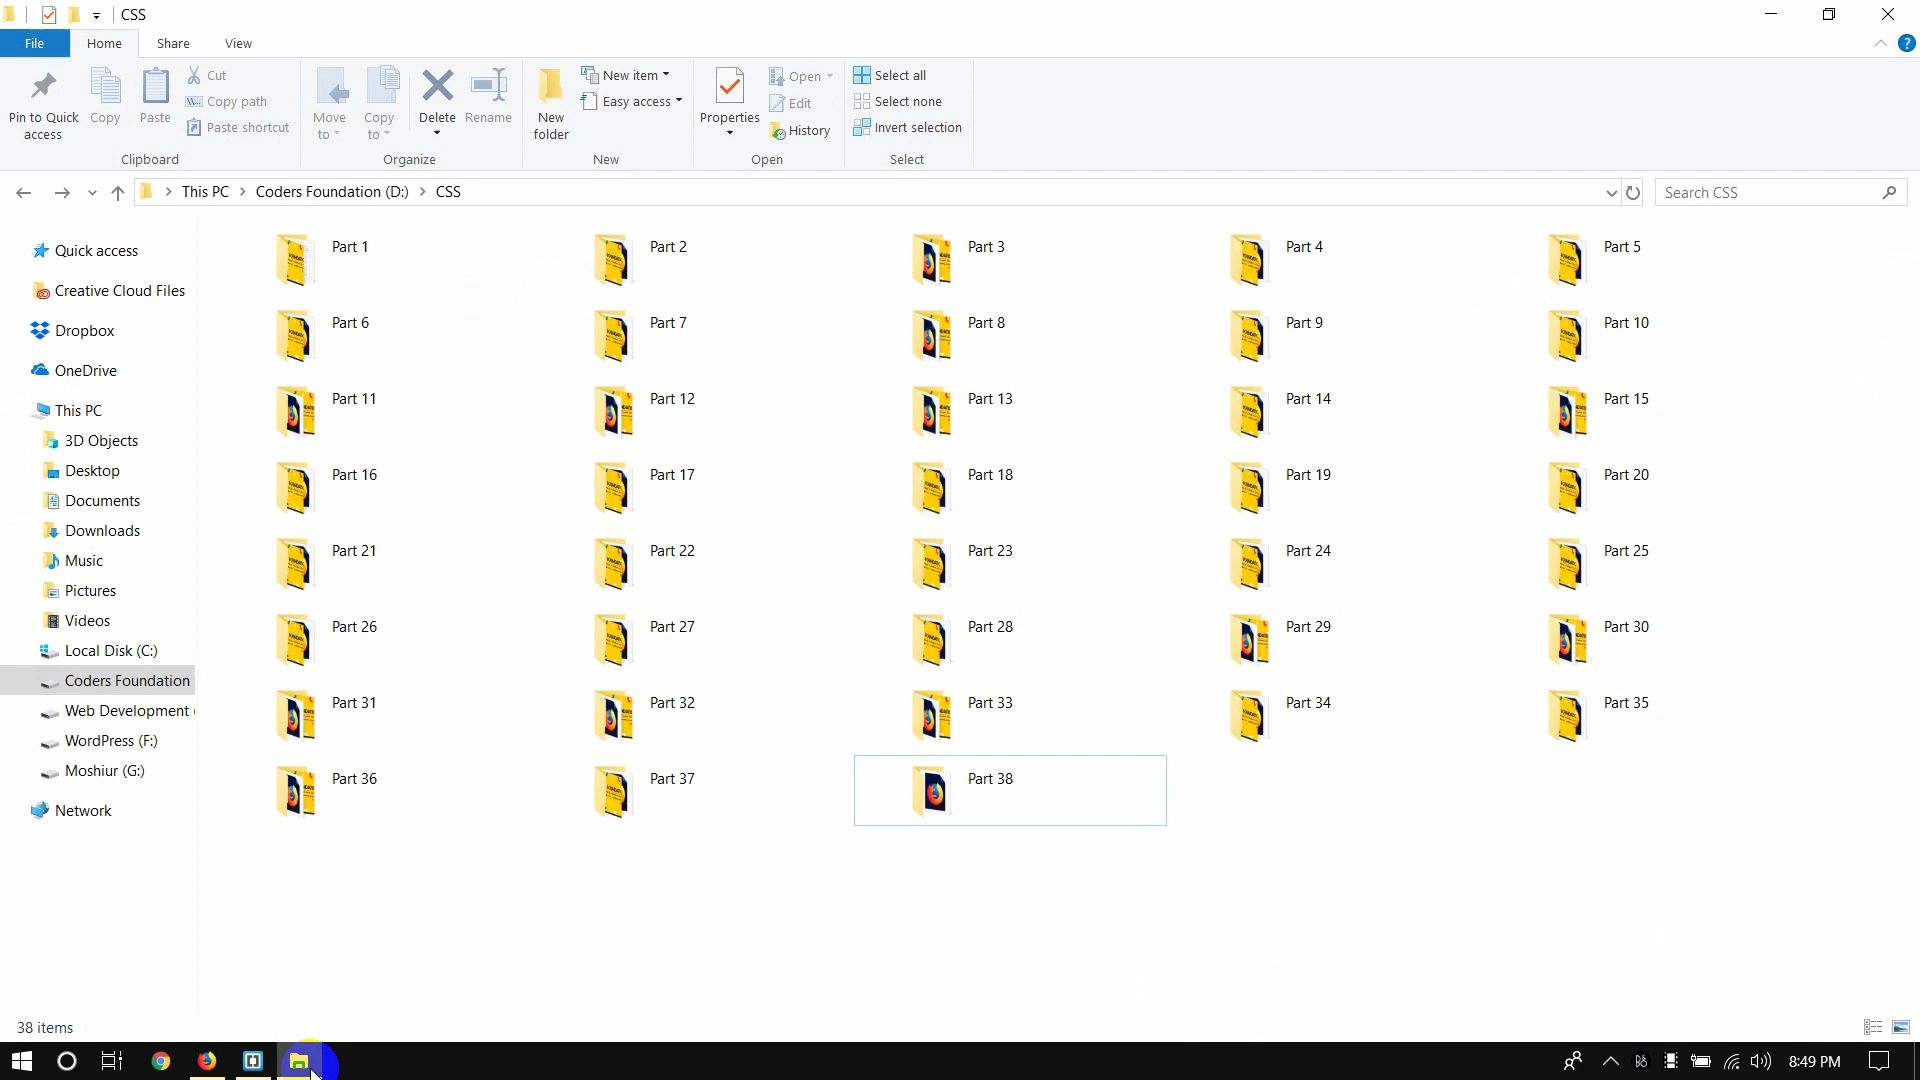 CSS
File Home Share View
Pin to Quick access
Copy
Paste
Cut
Copy path
Paste shortcut
Clipboard
Move to
Copy to
Delete
Rename
Organize
New folder
New item
Easy access
New
Properties
Open
Edit
History
Open
Select all
Select none
Invert selection
Select
This PC Coders Foundation (D:) CSS
Search CSS
Quick access
Creative Cloud Files
Dropbox
OneDrive
This PC
3D Objects
Desktop
Documents
Downloads
Music
Pictures
Videos
Local Disk (C:)
Coders Foundation
Web Development (
WordPress (F:)
Moshiur (G:)
Network
Part 1 Part 2 Part 3 Part 4 Part 5
Part 6 Part 7 Part 8 Part 9 Part 10
Part 11 Part 12 Part 13 Part 14 Part 15
Part 16 Part 17 Part 18 Part 19 Part 20
Part 21 Part 22 Part 23 Part 24 Part 25
Part 26 Part 27 Part 28 Part 29 Part 30
Part 31 Part 32 Part 33 Part 34 Part 35
Part 36 Part 37 Part 38
38 items
8:49 PM